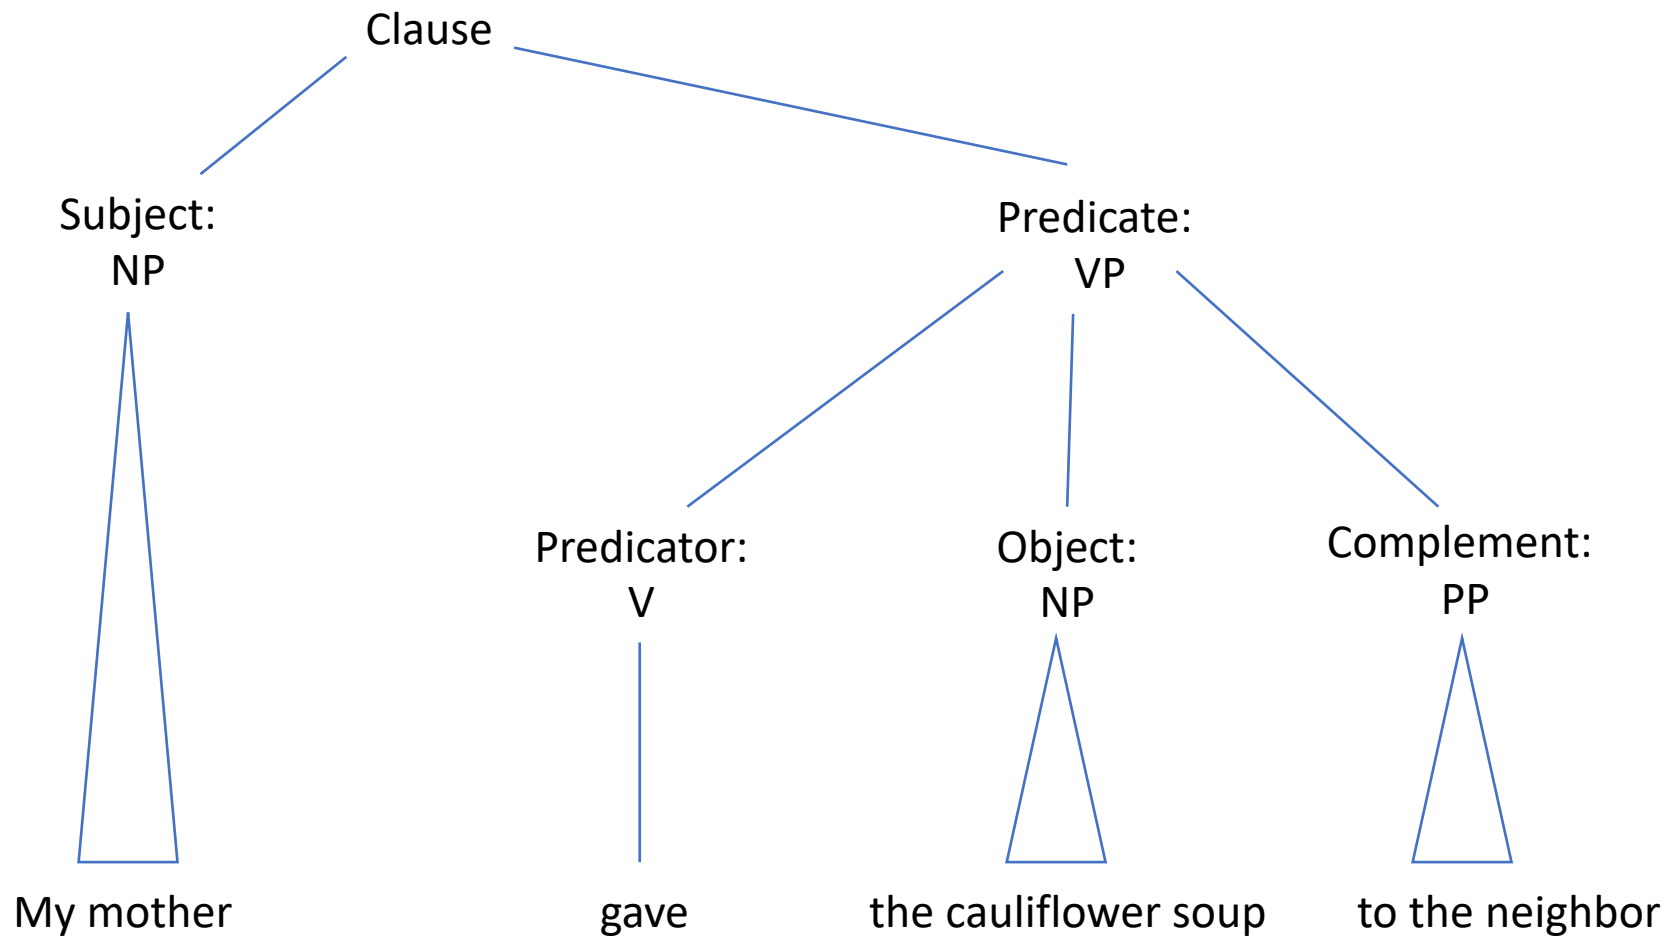 Clause
Subject:
NP
Predicate:
VP
Predicator:
V
Object:
NP
Complement:
PP
My mother
gave
the cauliflower soup
to the neighbor